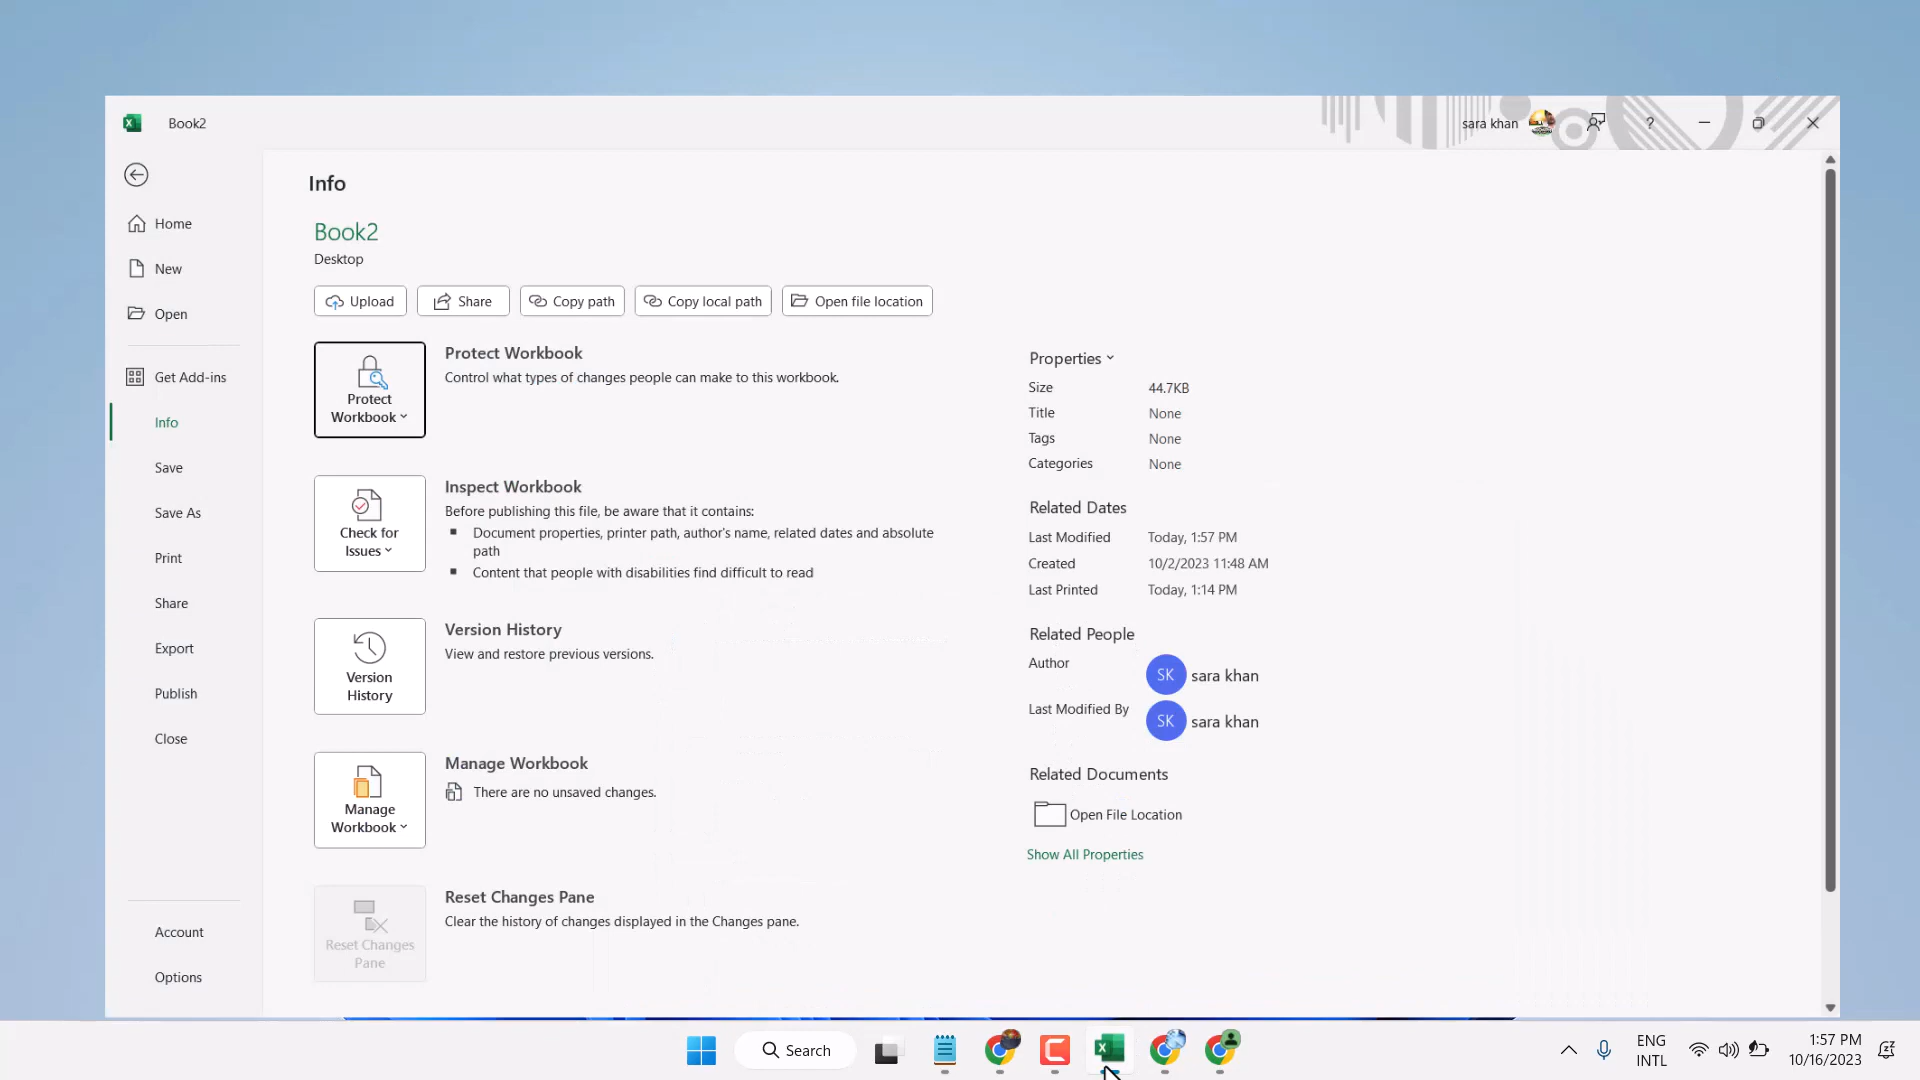 Book2
sara khan
?
Info
Home
New
Open
Get Add-ins
Info
Save
Save As
Print
Share
Export
Publish
Close
Account
Options
Book2
Desktop
Upload
Share
Copy path
Copy local path
Open file location
Protect
Workbook
Protect Workbook
Control what types of changes people can make to this workbook.
Check for
Issues
Inspect Workbook
Before publishing this file, be aware that it contains:
Document properties, printer path, author's name, related dates and absolute
path
Content that people with disabilities find difficult to read
Version
History
Version History
View and restore previous versions.
Manage
Workbook
Manage Workbook
There are no unsaved changes.
Reset Changes
Pane
Reset Changes Pane
Clear the history of changes displayed in the Changes pane.
Properties
Size 44.7KB
Title None
Tags None
Categories None
Related Dates
Last Modified Today, 1:57 PM
Created 10/2/2023 11:48 AM
Last Printed Today, 1:14 PM
Related People
Author SK sara khan
Last Modified By SK sara khan
Related Documents
Open File Location
Show All Properties
Search
ENG
INTL
1:57 PM
10/16/2023